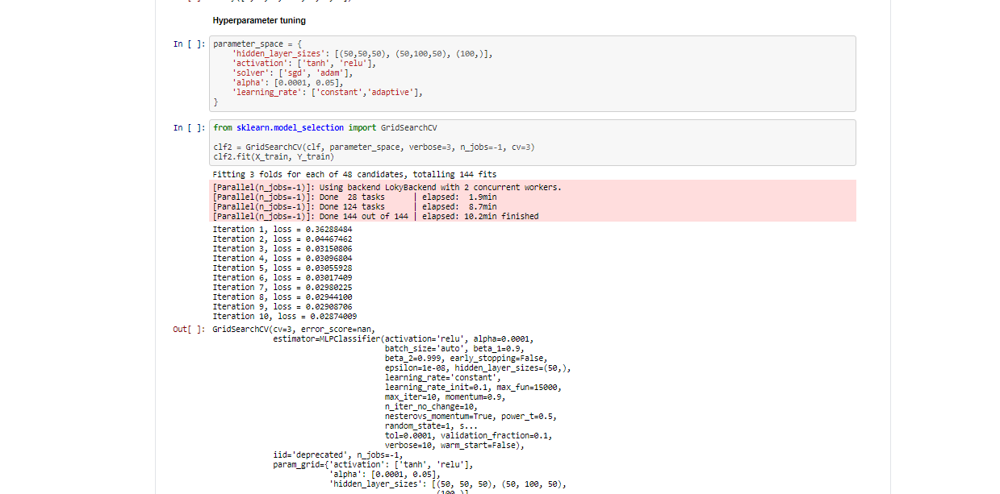 Hyperparameter tuning
In [ ]: parameter_space = {
    'hidden_layer_sizes': [(50,50,50), (50,100,50), (100,)],
    'activation': ['tanh', 'relu'],
    'solver': ['sgd', 'adam'],
    'alpha': [0.0001, 0.05],
    'learning_rate': ['constant','adaptive'],
}
In [ ]: from sklearn.model_selection import GridSearchCV
clf2 = GridSearchCV(clf, parameter_space, verbose=3, n_jobs=-1, cv=3)
clf2.fit(X_train, Y_train)
Fitting 3 folds for each of 48 candidates, totalling 144 fits
[Parallel(n_jobs=-1)]: Using backend LokyBackend with 2 concurrent workers.
[Parallel(n_jobs=-1)]: Done  28 tasks      | elapsed:  1.9min
[Parallel(n_jobs=-1)]: Done 124 tasks      | elapsed:  8.7min
[Parallel(n_jobs=-1)]: Done 144 out of 144 | elapsed: 10.2min finished
Iteration 1, loss = 0.36288484
Iteration 2, loss = 0.04467462
Iteration 3, loss = 0.03150806
Iteration 4, loss = 0.03096804
Iteration 5, loss = 0.03055928
Iteration 6, loss = 0.03017409
Iteration 7, loss = 0.02980225
Iteration 8, loss = 0.02944100
Iteration 9, loss = 0.02908706
Iteration 10, loss = 0.02874009
Out[ ]: GridSearchCV(cv=3, error_score=nan,
estimator=MLPClassifier(activation='relu', alpha=0.0001,
batch_size='auto', beta_1=0.9,
beta_2=0.999, early_stopping=False,
epsilon=1e-08, hidden_layer_sizes=(50,),
learning_rate='constant',
learning_rate_init=0.1, max_fun=15000,
max_iter=10, momentum=0.9,
n_iter_no_change=10,
nesterovs_momentum=True, power_t=0.5,
random_state=1, s...
tol=0.0001, validation_fraction=0.1,
verbose=10, warm_start=False),
iid='deprecated', n_jobs=-1,
param_grid={'activation': ['tanh', 'relu'],
'alpha': [0.0001, 0.05],
'hidden_layer_sizes': [(50, 50, 50), (50, 100, 50),
(100,)],